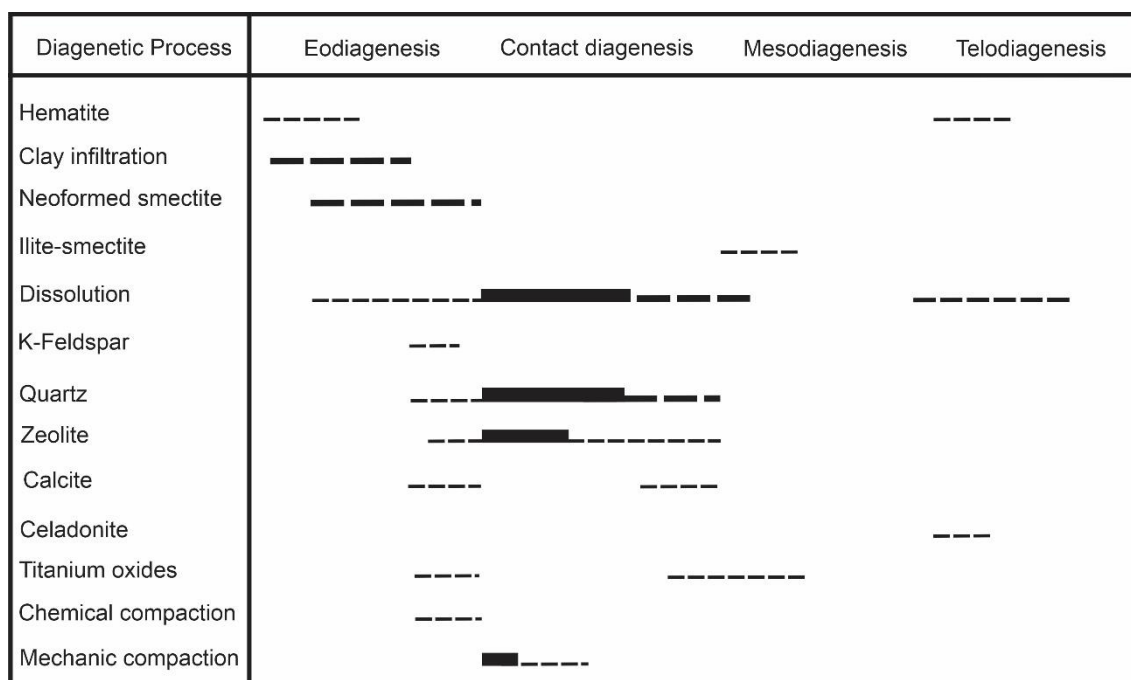 Diagenetic Process Eodiagenesis Contact diagenesis Mesodiagenesis Telodiagenesis
Hematite
Clay infiltration
Neoformed smectite
Ilite-smectite
Dissolution
K-Feldspar
Quartz
Zeolite
Calcite
Celadonite
Titanium oxides
Chemical compaction
Mechanic compaction